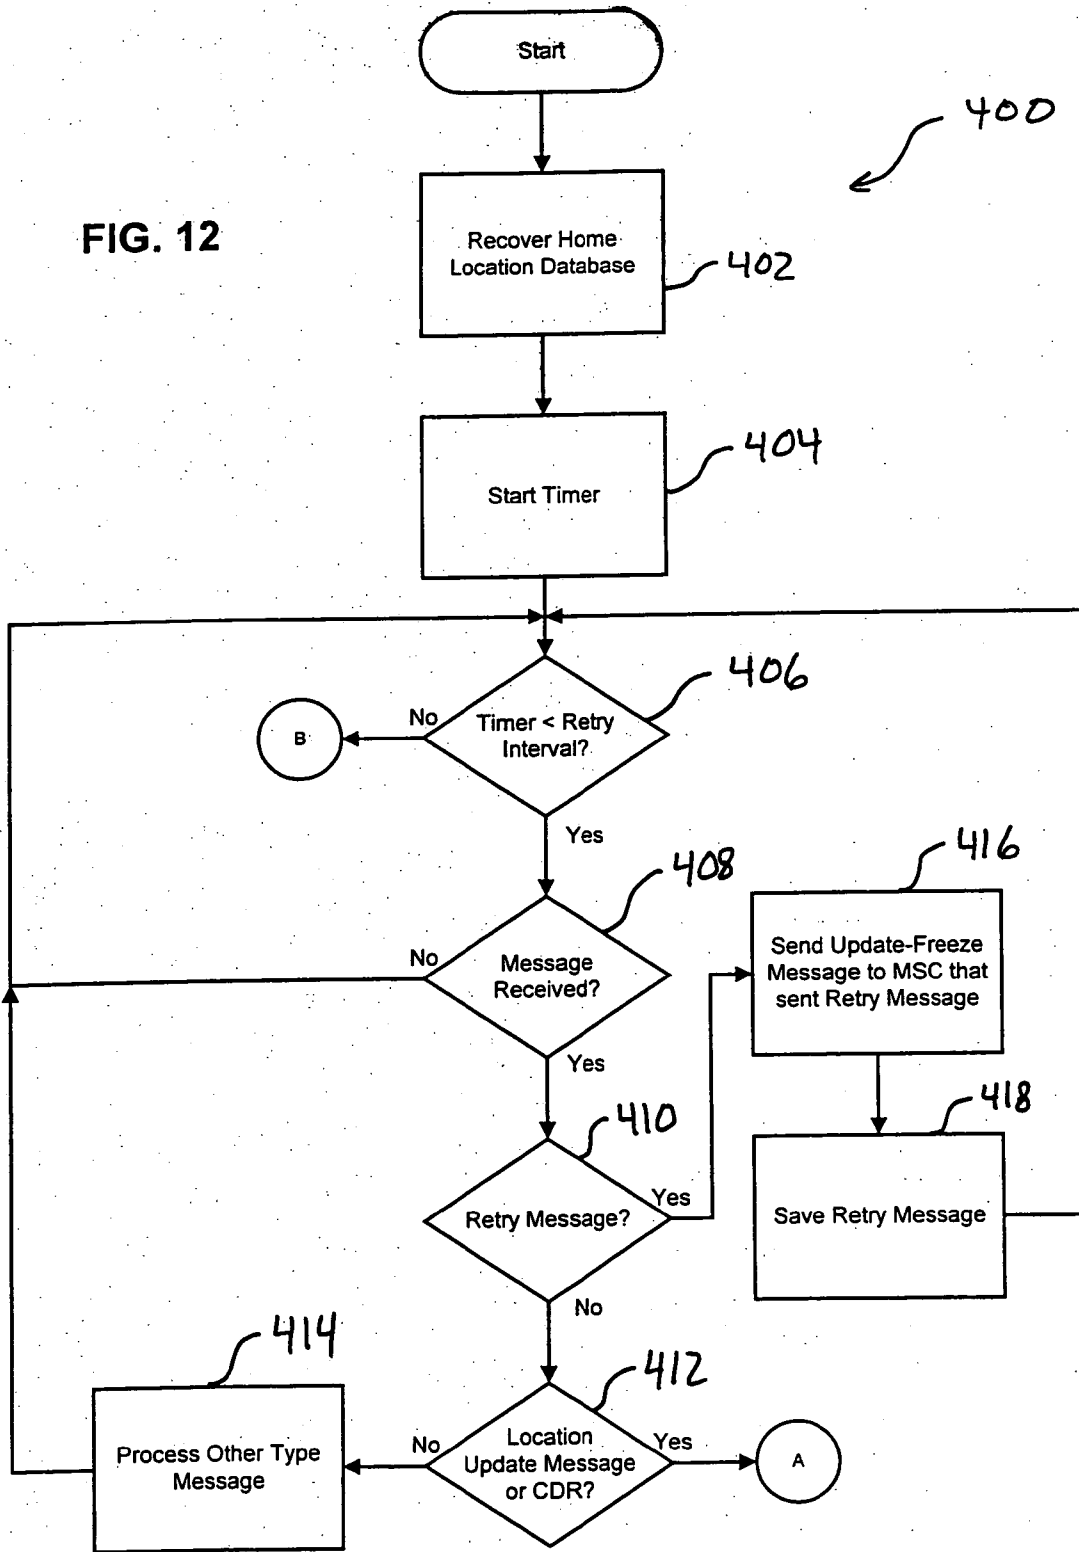 Start
400
FIG. 12
Recover Home
Location Database
402
404
Start Timer
406
Timer < Retry
Interval?
No
B
Yes
408
416
Message
Received?
No
Send Update-Freeze
Message to MSC that
sent Retry Message
Yes
410
418
Retry Message?
Yes
Save Retry Message
No
414
412
Process Other Type
Message
No
Location
Update Message
or CDR?
Yes
A